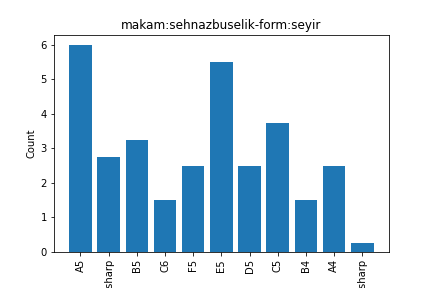 makam:sehnazbuselik-form:seyir
Count
6
5
4
3
2
1
0
A5
sharp
B5
C6
F5
E5
D5
C5
B4
A4
sharp